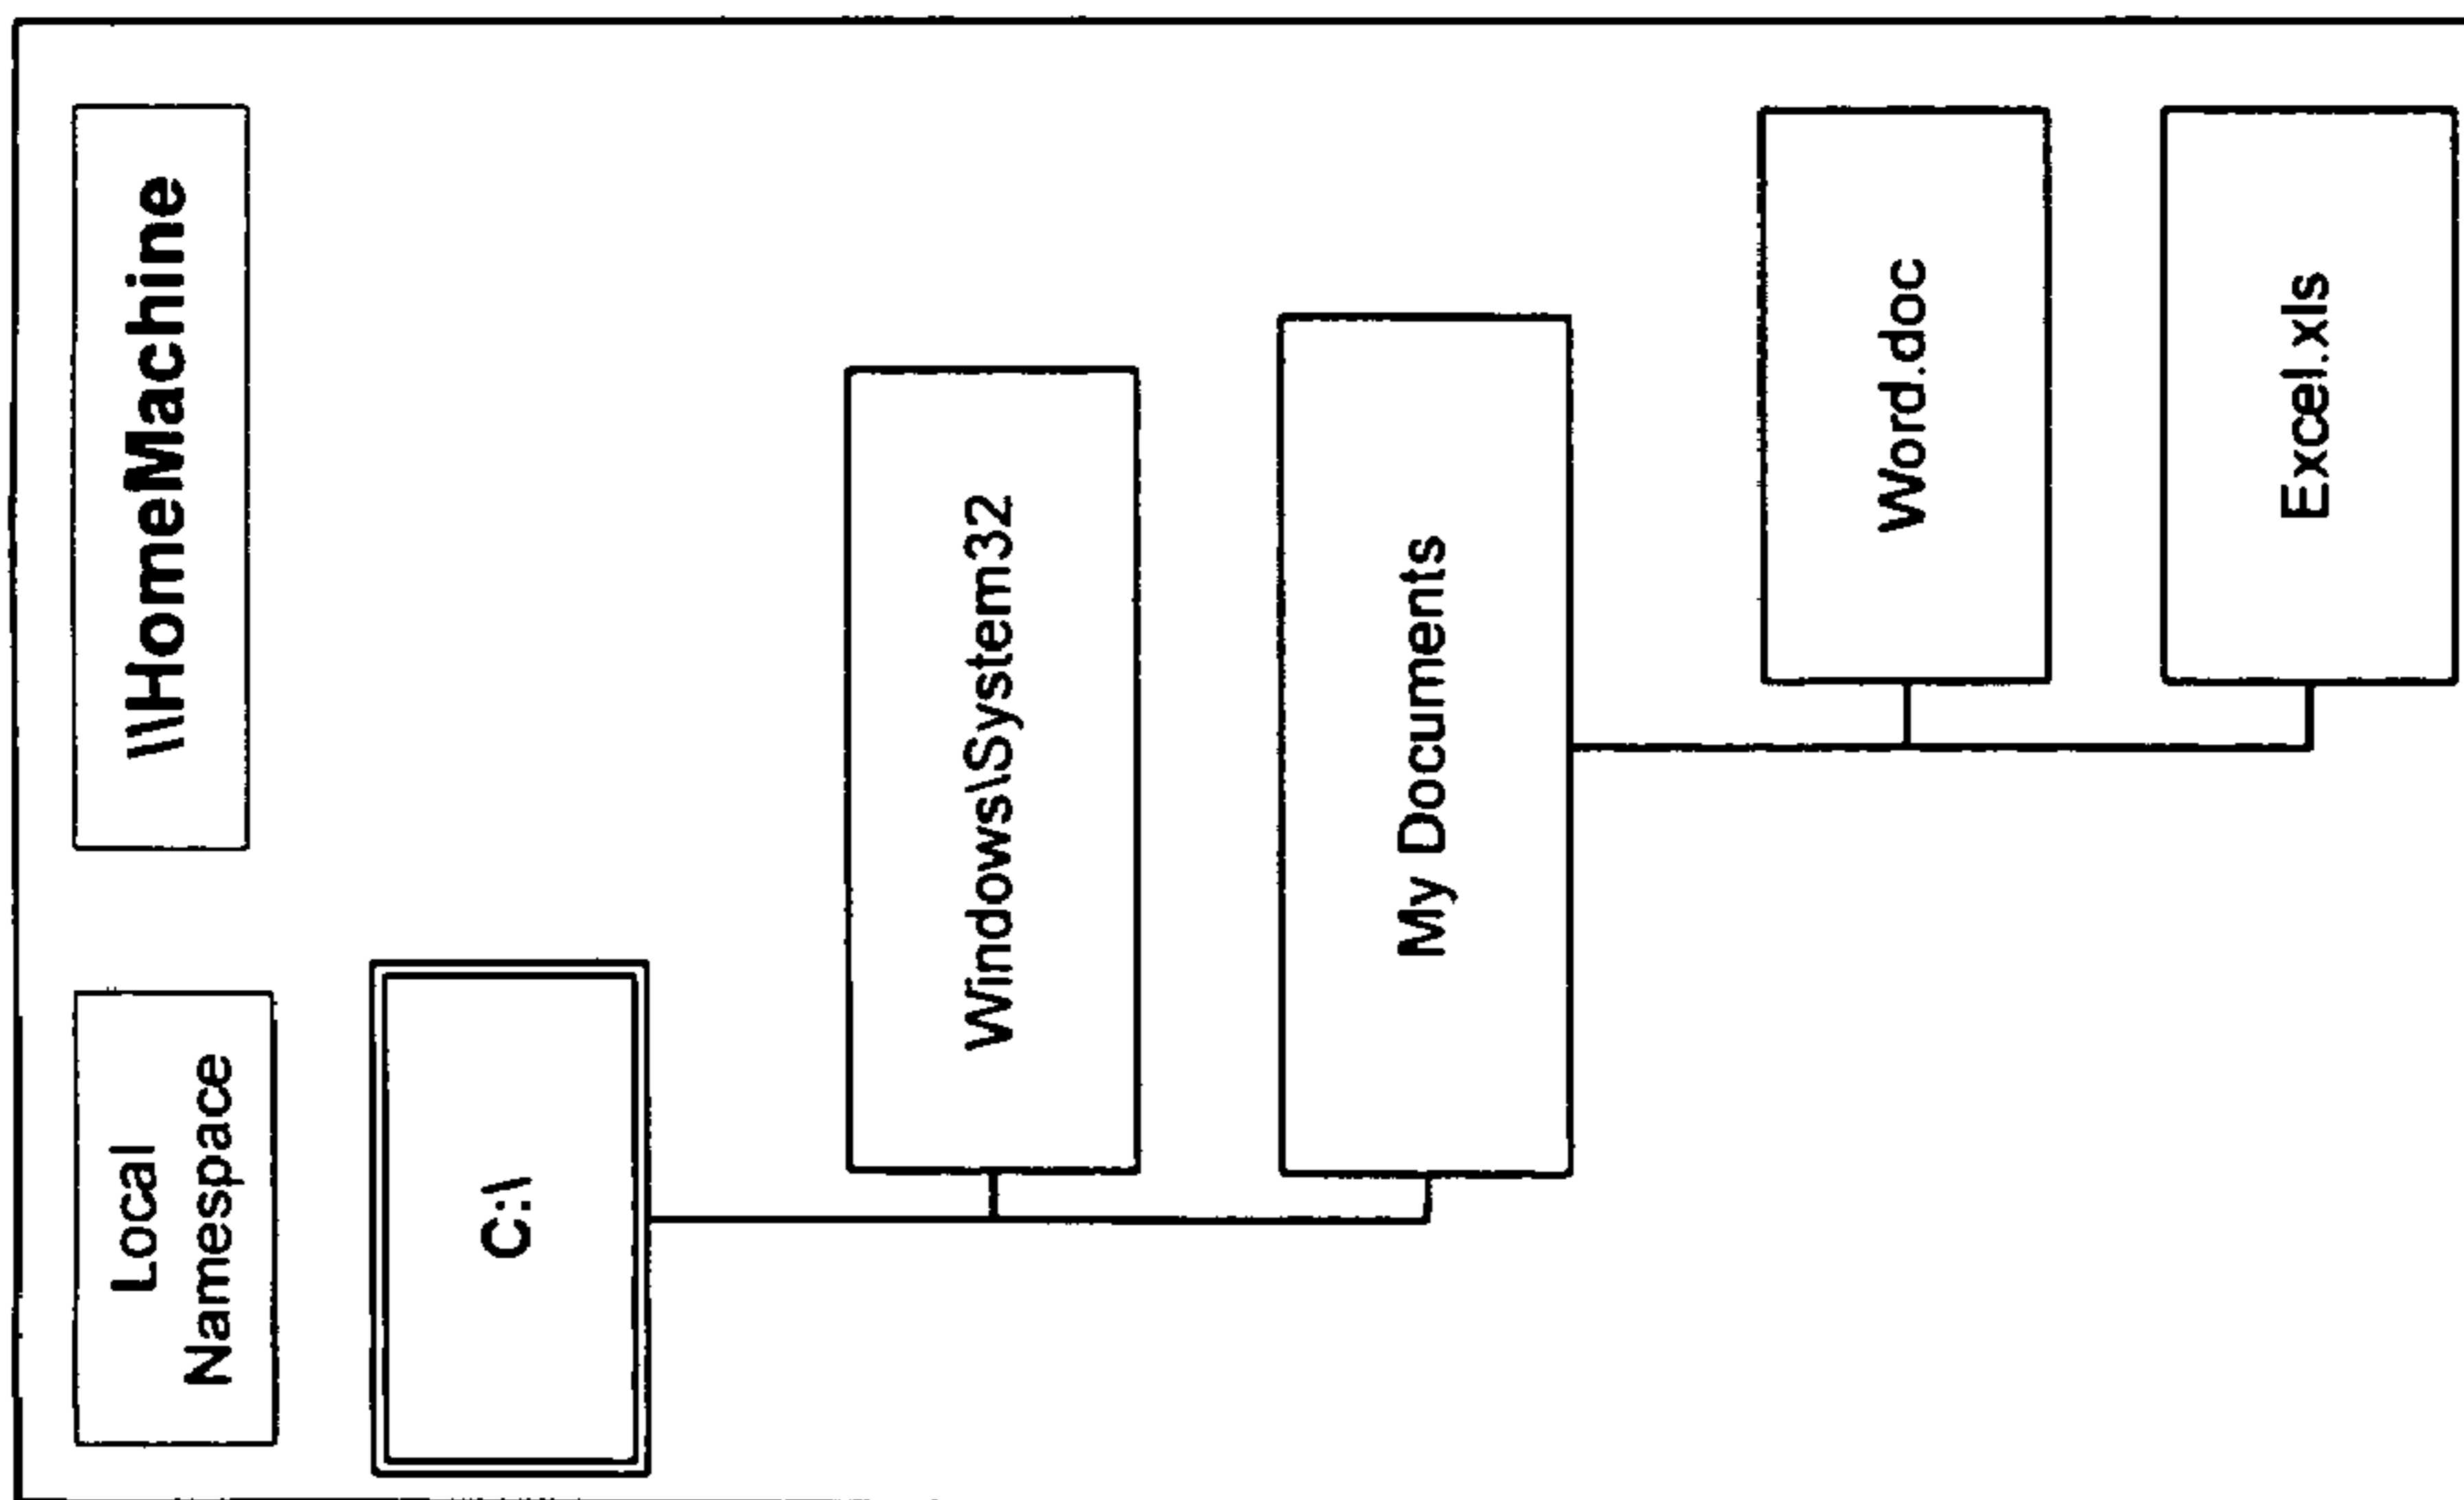 \\HomeMachine
Local
Namespace
C:\
Windows\System32
My Documents
Word.doc
Excel.xls